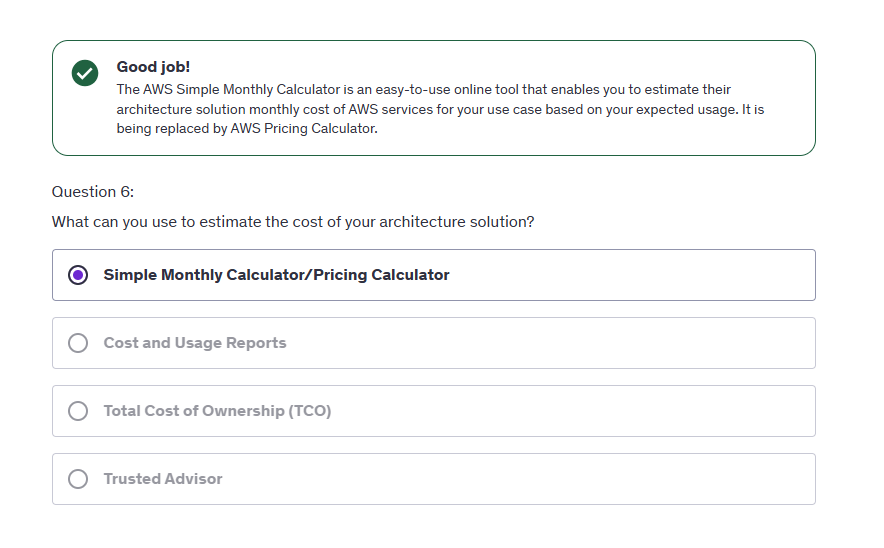 Good job!
The AWS Simple Monthly Calculator is an easy-to-use online tool that enables you to estimate their
architecture solution monthly cost of AWS services for your use case based on your expected usage. It is
being replaced by AWS Pricing Calculator.
Question 6:
What can you use to estimate the cost of your architecture solution?
Simple Monthly Calculator/Pricing Calculator
Cost and Usage Reports
Total Cost of Ownership (TCO)
Trusted Advisor